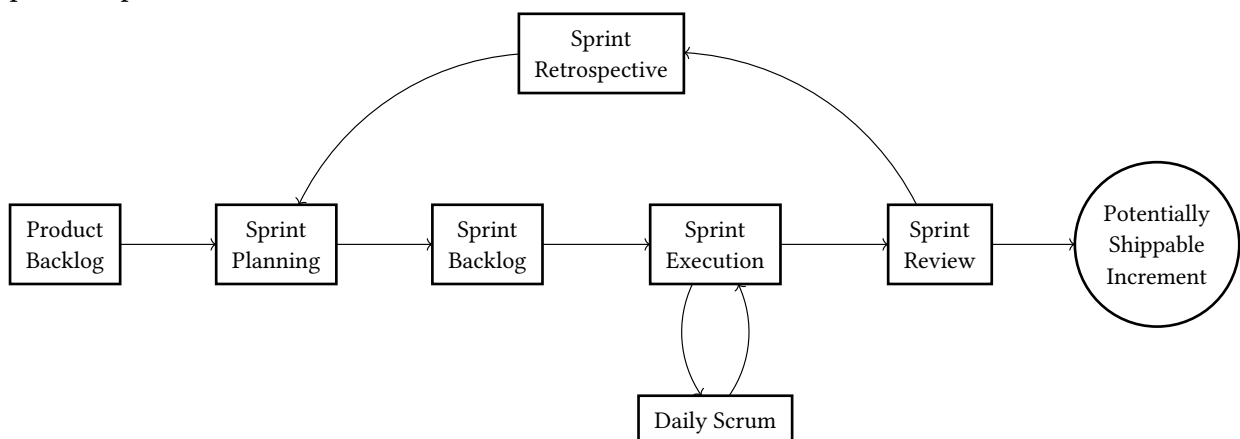 Sprint
Retrospective
Product
Backlog
Sprint
Planning
Sprint
Backlog
Sprint
Execution
Sprint
Review
Potentially
Shippable
Increment
Daily Scrum